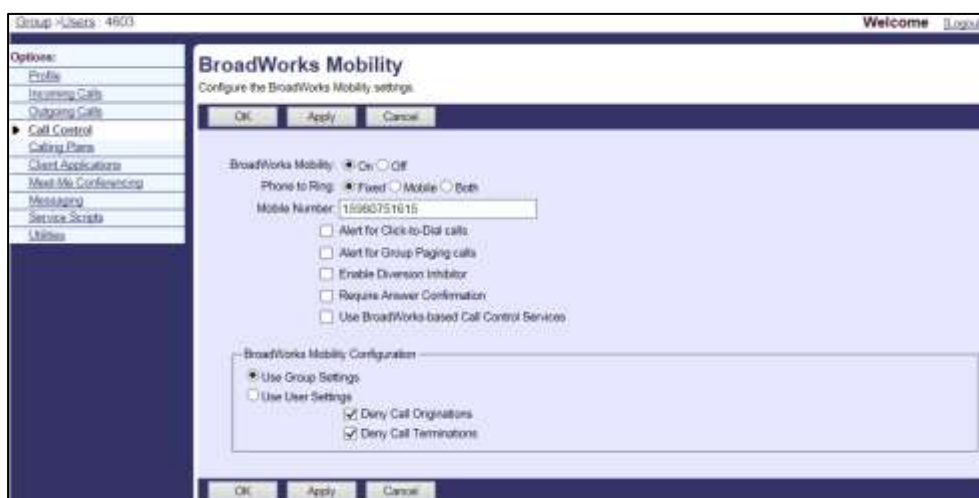 Group >Users : 4603
Welcome [Logout
Options:
Profile
Incoming Calls
Outgoing Calls
Call Control
Calling Plans
Client Applications
Meet-Me Conferencing
Messaging
Service Scripts
Utilities
BroadWorks Mobility
Configure the BroadWorks Mobility settings.
OK Apply Cancel
BroadWorks Mobility: On Off
Phone to Ring: Fixed Mobile Both
Mobile Number: 15980751615
Alert for Click-to-Dial calls
Alert for Group Paging calls
Enable Diversion Inhibitor
Require Answer Confirmation
Use BroadWorks-based Call Control Services
BroadWorks Mobility Configuration
Use Group Settings
Use User Settings
Deny Call Originations
Deny Call Terminations
OK Apply Cancel